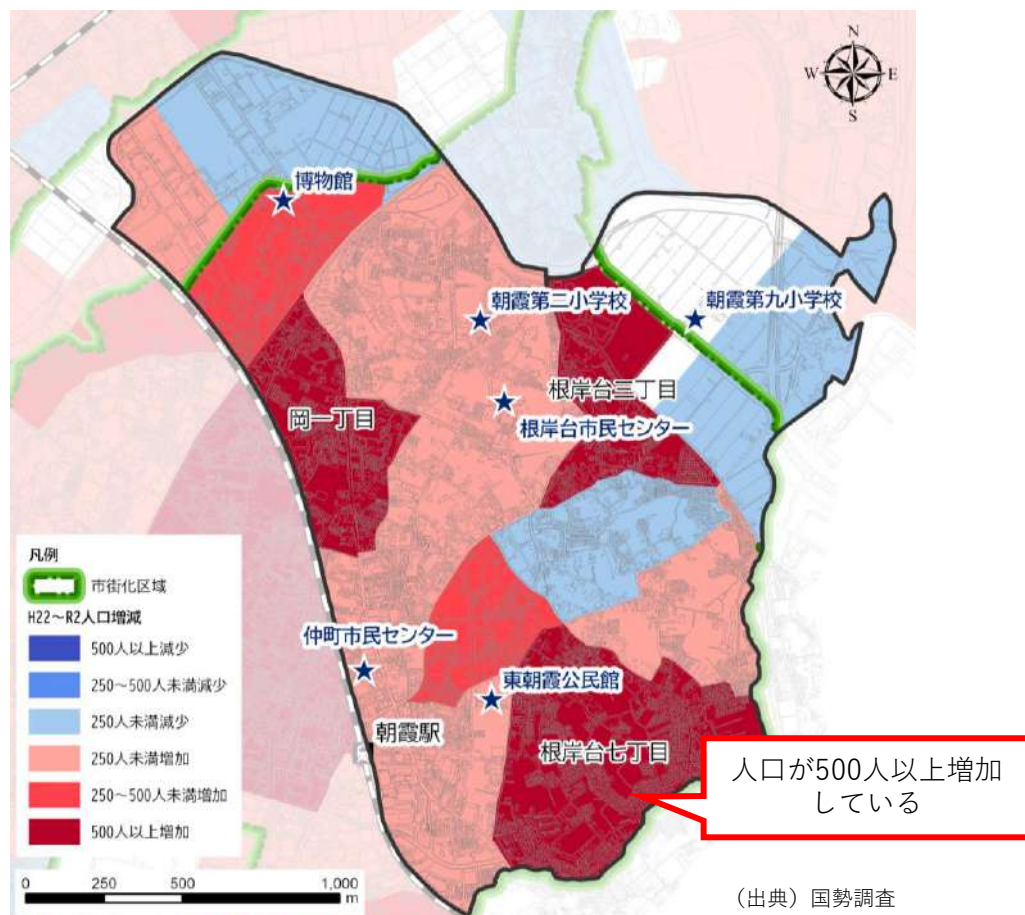 N
W
E
S
博物館
朝霞第二小学校
朝霞第九小学校
根岸台三丁目
岡一丁目
根岸台市民センター
仲町市民センター
東朝霞公民館
朝霞駅
根岸台七丁目
人口が500人以上増加
している
凡例
市街化区域
H22～R2人口増減
500人以上減少
250～500人未満減少
250人未満減少
250人未満増加
250～500人未満増加
500人以上増加
0 250 500 1,000
m
（出典）国勢調査